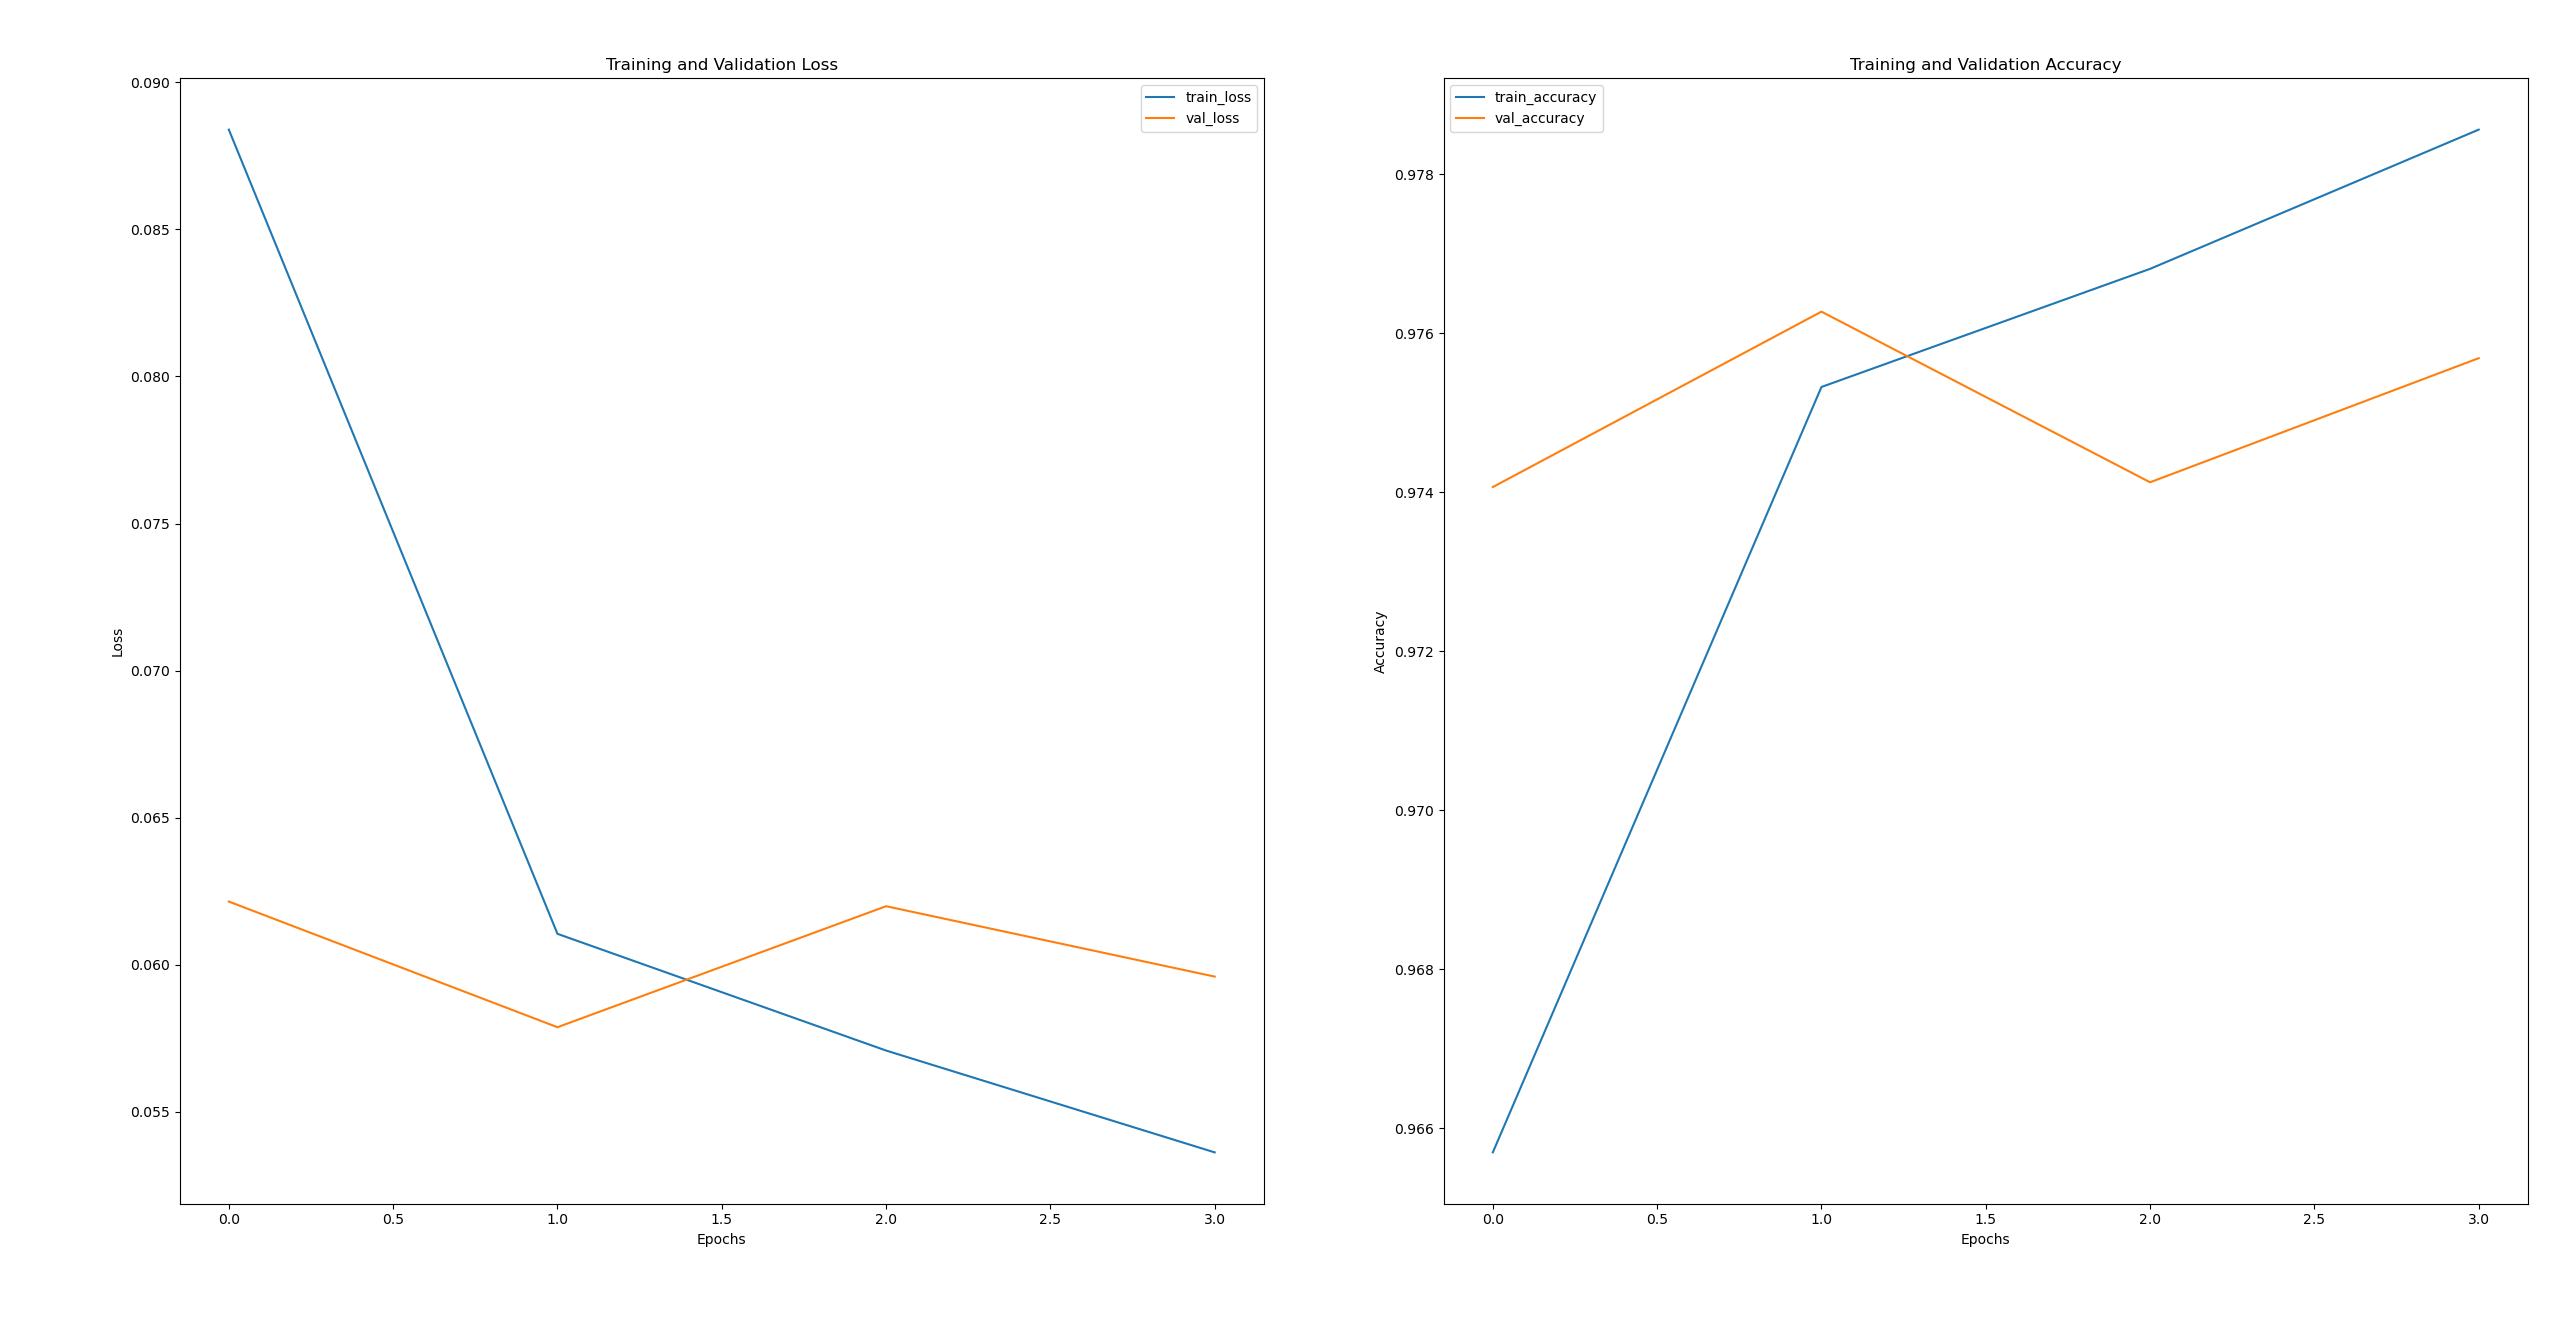 Training and Validation Loss
0.090
0.085
0.080
0.075
0.070
0.065
0.060
0.055
Loss
train_loss
val_loss
0.0 0.5 1.0 1.5 2.0 2.5 3.0
Epochs
Training and Validation Accuracy
0.978
0.976
0.974
0.972
0.970
0.968
0.966
Accuracy
train_accuracy
val_accuracy
0.0 0.5 1.0 1.5 2.0 2.5 3.0
Epochs